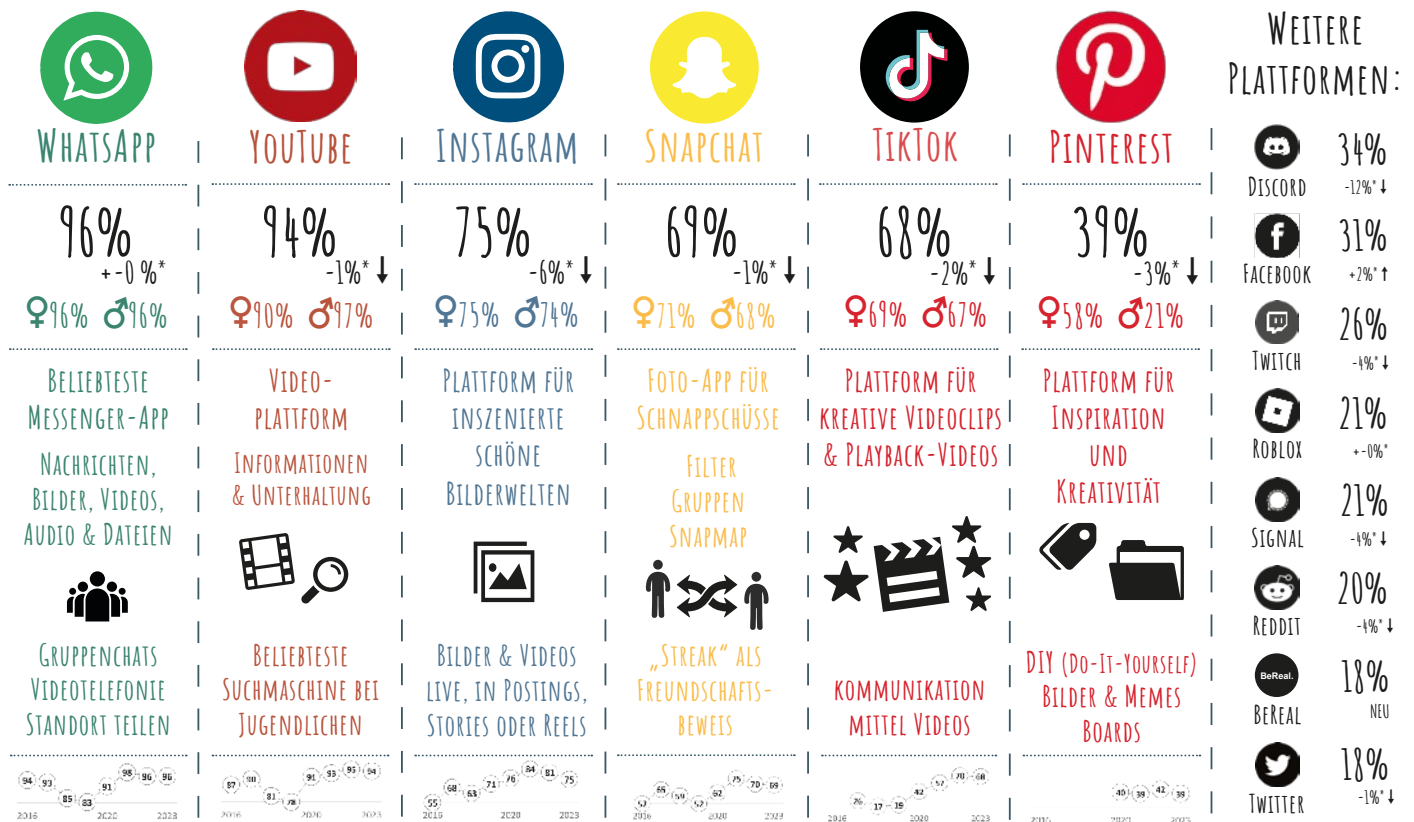 WhatsApp
96%
+-0 %*
♀96% ♂96%
Beliebteste
Messenger-App
Nachrichten,
Bilder, Videos,
Audio & Dateien
Gruppenchats
Videotelefonie
Standort teilen
94 93 85 83 91 98 96 96
2016 2020 2023
YouTube
94%
-1%* ↓
♀90% ♂97%
Video-
plattform
Informationen
& Unterhaltung
Beliebteste
Suchmaschine bei
Jugendlichen
87 90 81 78 91 93 95 94
2016 2020 2023
Instagram
75%
-6%* ↓
♀75% ♂74%
Plattform für
inszenierte
schöne
Bilderwelten
Bilder & Videos
live, in Postings,
Stories oder Reels
55 68 63 71 76 84 81 75
2016 2020 2023
Snapchat
69%
-1%* ↓
♀71% ♂68%
Foto-App für
Schnappschüsse
Filter
Gruppen
Snapmap
„Streak“ als
Freundschafts-
beweis
65 59 52 62 75 70 69
2016 2020 2023
TikTok
68%
-2%* ↓
♀69% ♂67%
Plattform für
kreative Videoclips
& Playback-Videos
kommunikation
mittel Videos
26 17 19 42 57 70 68
2016 2020 2023
Pinterest
39%
-3%* ↓
♀58% ♂21%
Plattform für
Inspiration
und
Kreativität
DIY (Do-It-Yourself)
Bilder & Memes
Boards
40 39 42 39
2016 2020 2023
Weitere
Plattformen:
Discord
34%
-12%* ↓
Facebook
31%
+2%* ↑
Twitch
26%
-4%* ↓
Roblox
21%
+-0%*
Signal
21%
-4%* ↓
Reddit
20%
-4%* ↓
BeReal.
BeReal
18%
NEU
Twitter
18%
-1%* ↓